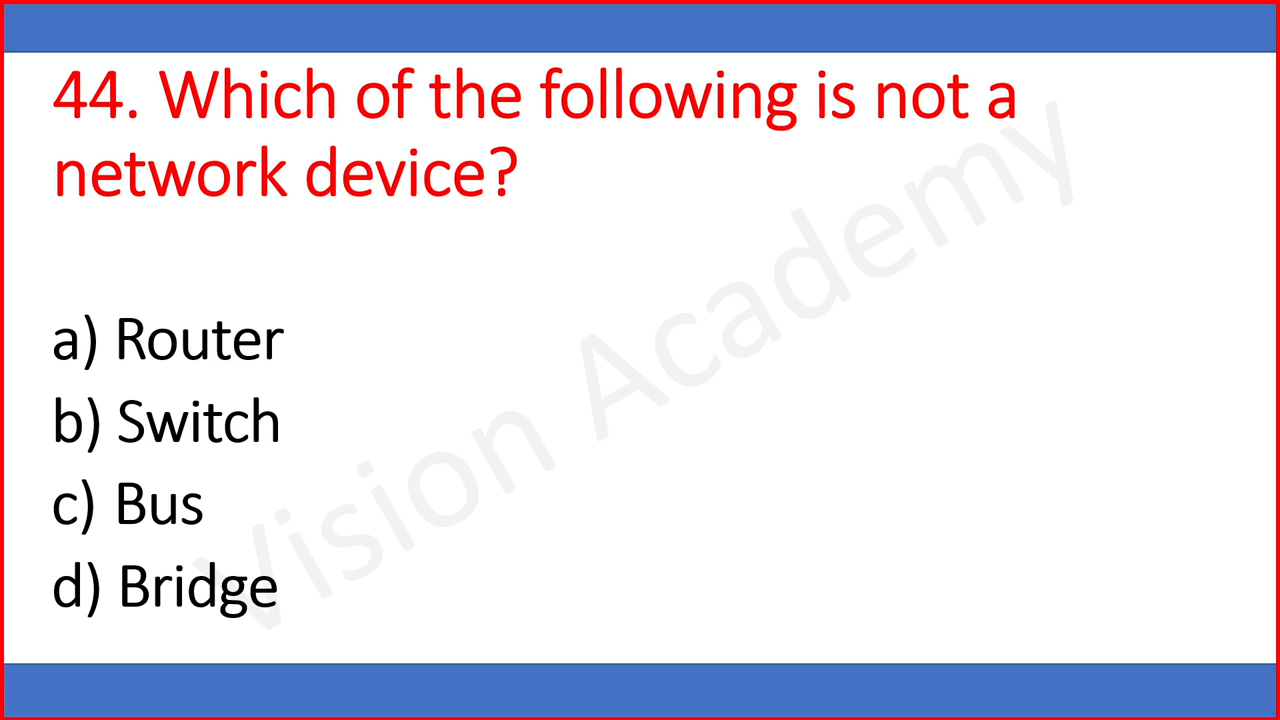 44. Which of the following is not a
network device?
a) Router
b) Switch
c) Bus
d) Bridge
Vision Academy